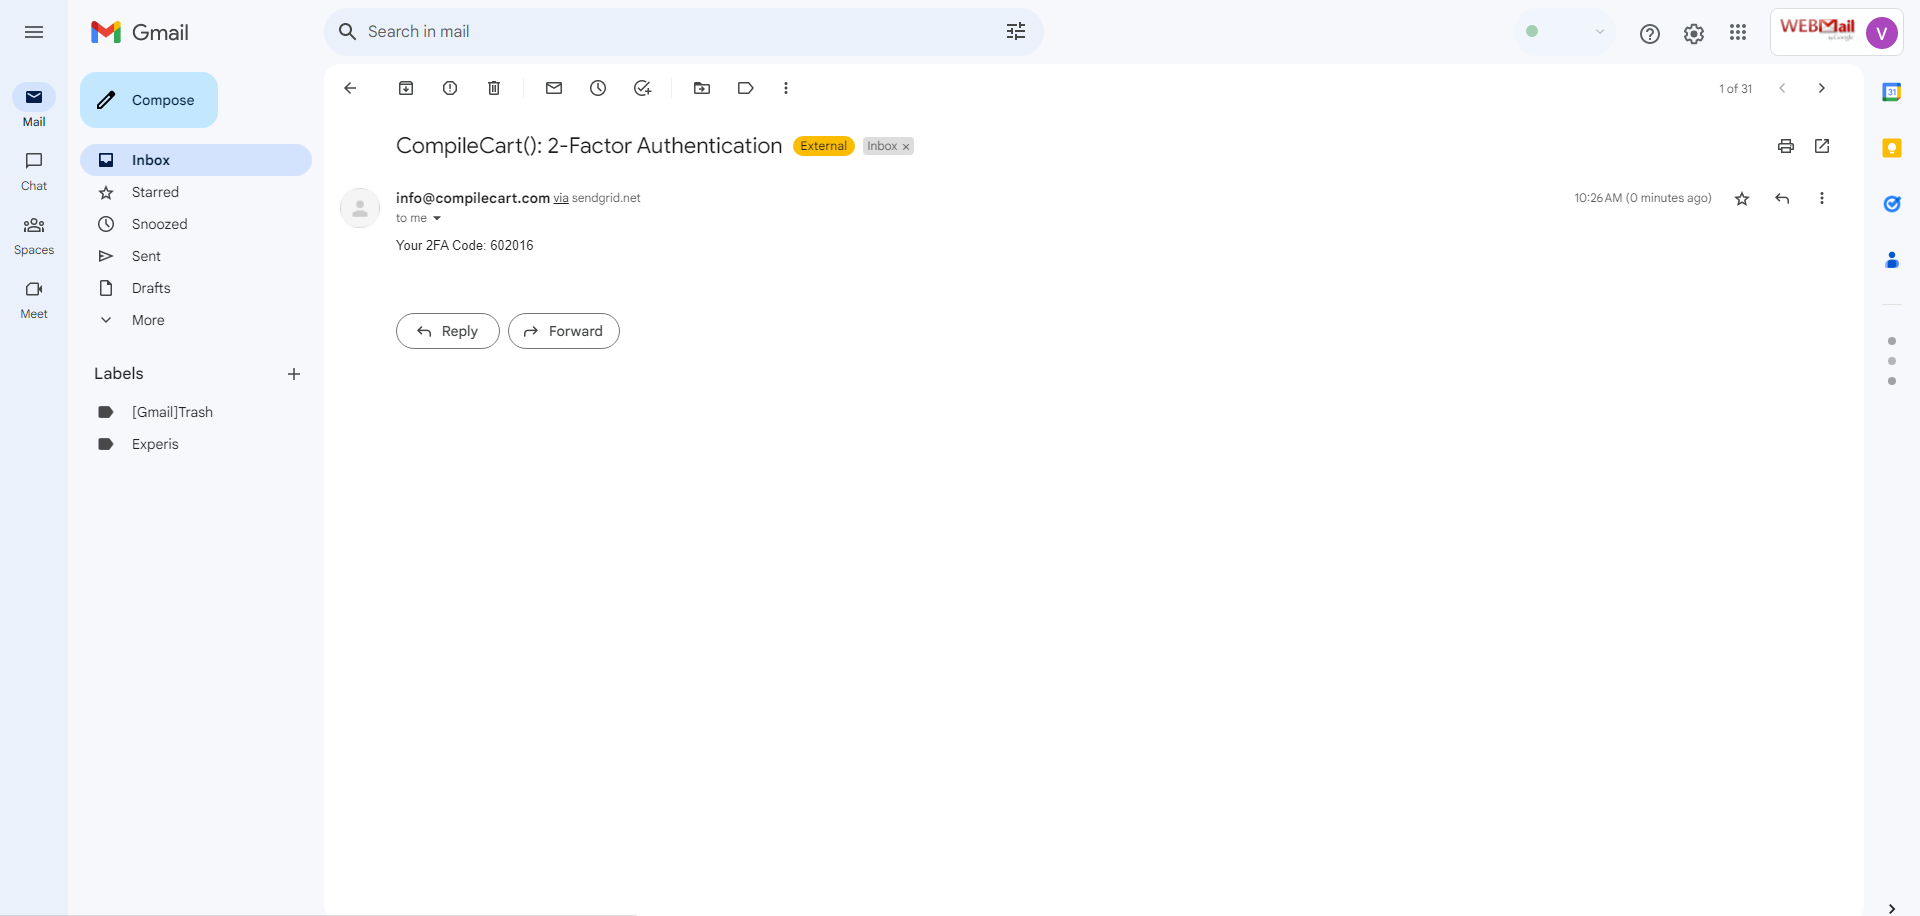 Gmail
Search in mail
WEBMail
by Google
V
Mail
Chat
Spaces
Meet
Compose
Inbox
Starred
Snoozed
Sent
Drafts
More
Labels
[Gmail]Trash
Experis
1 of 31
CompileCart(): 2-Factor Authentication External Inbox ×
info@compilecart.com via sendgrid.net
10:26 AM (0 minutes ago)
to me
Your 2FA Code: 602016
Reply
Forward
31